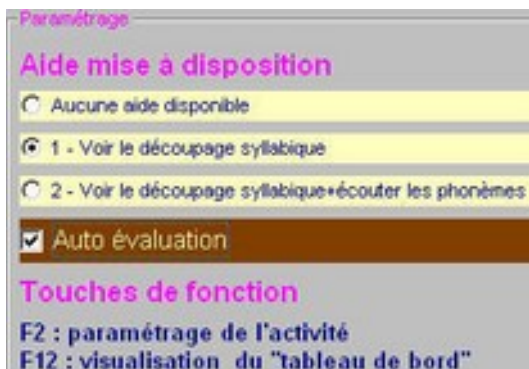 Paramétrage
Aide mise à disposition
Aucune aide disponible
1 - Voir le découpage syllabique
2 - Voir le découpage syllabique+écouter les phonèmes
Auto évaluation
Touches de fonction
F2 : paramétrage de l'activité
F12 : visualisation du "tableau de bord"